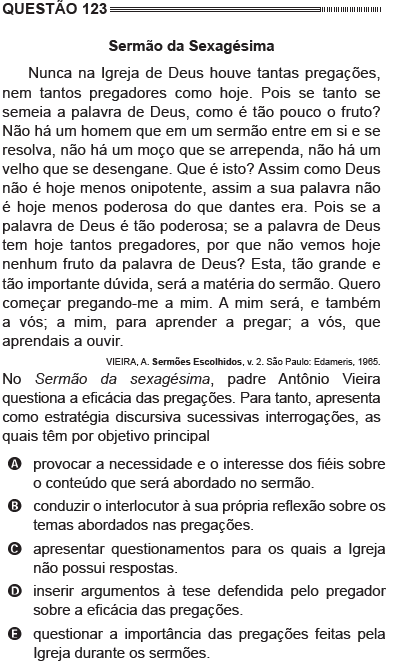 QUESTÃO 123
Sermão da Sexagésima
Nunca na Igreja de Deus houve tantas pregações,
nem tantos pregadores como hoje. Pois se tanto se
semeia a palavra de Deus, como é tão pouco o fruto?
Não há um homem que em um sermão entre em si e se
resolva, não há um moço que se arrependa, não há um
velho que se desengane. Que é isto? Assim como Deus
não é hoje menos onipotente, assim a sua palavra não
é hoje menos poderosa do que dantes era. Pois se a
palavra de Deus é tão poderosa; se a palavra de Deus
tem hoje tantos pregadores, por que não vemos hoje
nenhum fruto da palavra de Deus? Esta, tão grande e
tão importante dúvida, será a matéria do sermão. Quero
começar pregando-me a mim. A mim será, e também
a vós; a mim, para aprender a pregar; a vós, que
aprendais a ouvir.
VIEIRA, A. Sermões Escolhidos, v. 2. São Paulo: Edameris, 1965.
No Sermão da sexagésima, padre Antônio Vieira
questiona a eficácia das pregações. Para tanto, apresenta
como estratégia discursiva sucessivas interrogações, as
quais têm por objetivo principal
A provocar a necessidade e o interesse dos fiéis sobre
o conteúdo que será abordado no sermão.
B conduzir o interlocutor à sua própria reflexão sobre os
temas abordados nas pregações.
C apresentar questionamentos para os quais a Igreja
não possui respostas.
D inserir argumentos à tese defendida pelo pregador
sobre a eficácia das pregações.
E questionar a importância das pregações feitas pela
Igreja durante os sermões.